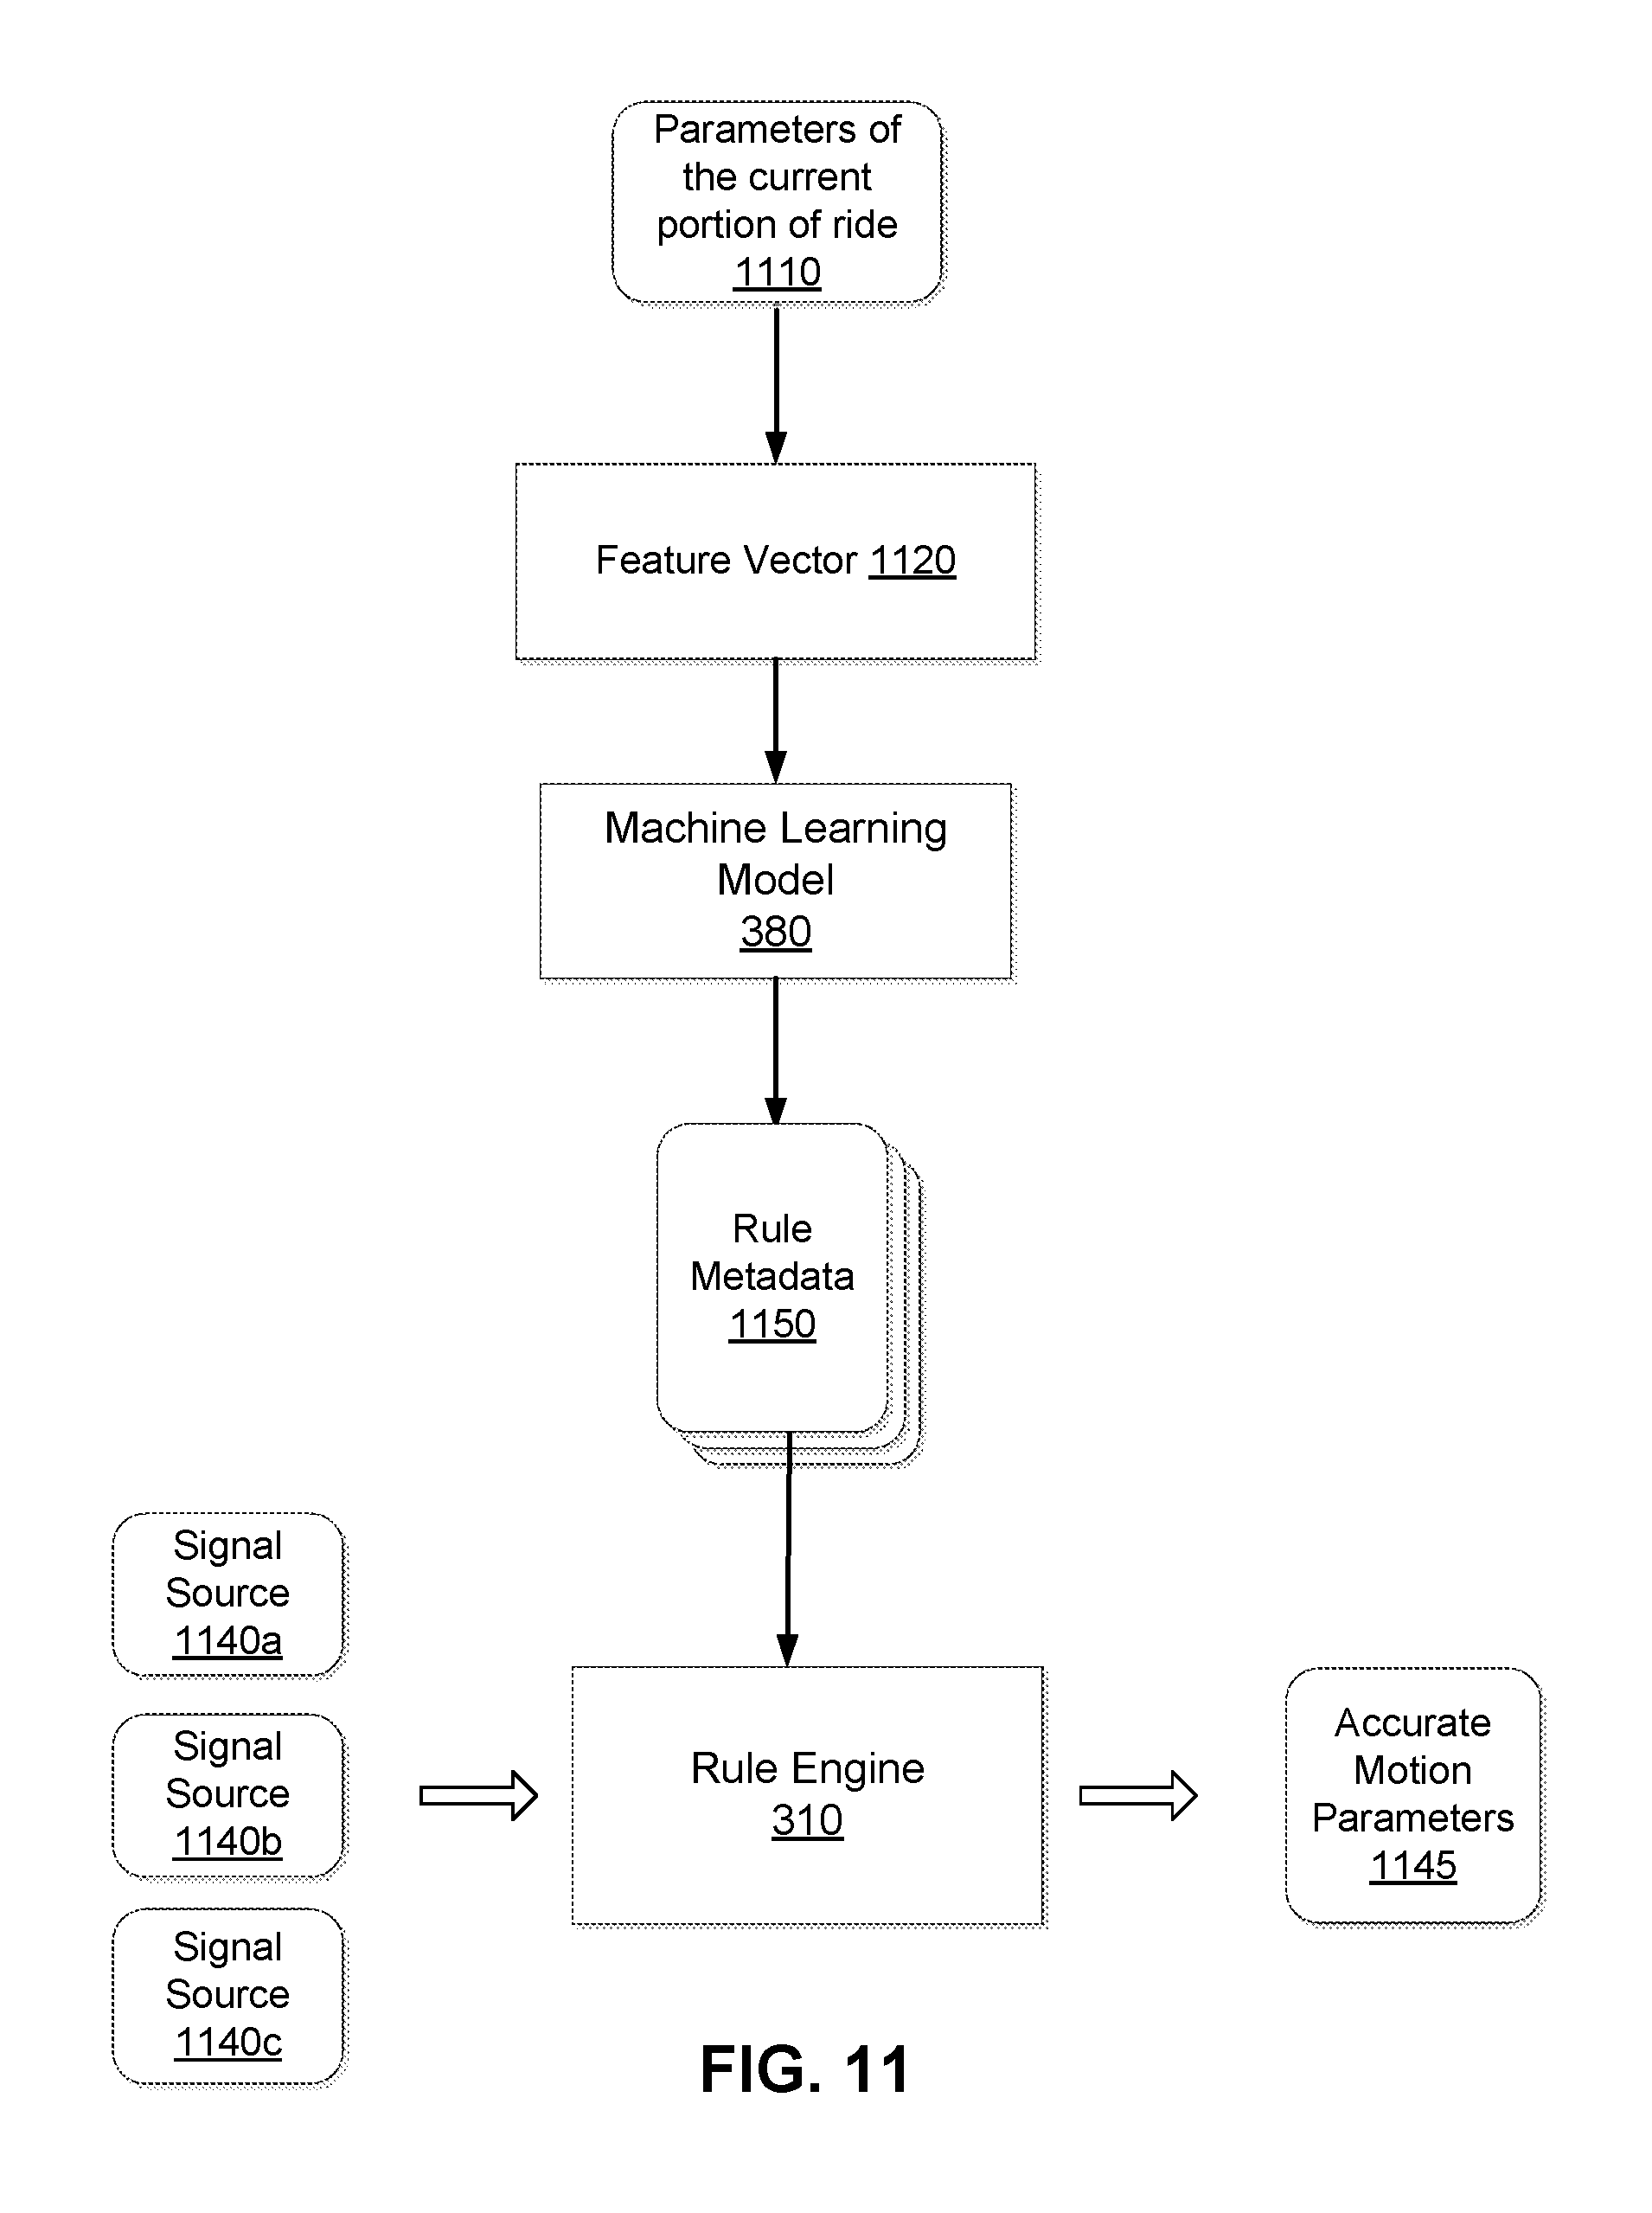 Parameters of
the current
portion of ride
1110
Feature Vector 1120
Machine Learning
Model
380
Rule
Metadata
1150
Signal
Source
1140a
Signal
Source
1140b
Signal
Source
1140c
Rule Engine
310
Accurate
Motion
Parameters
1145
FIG. 11